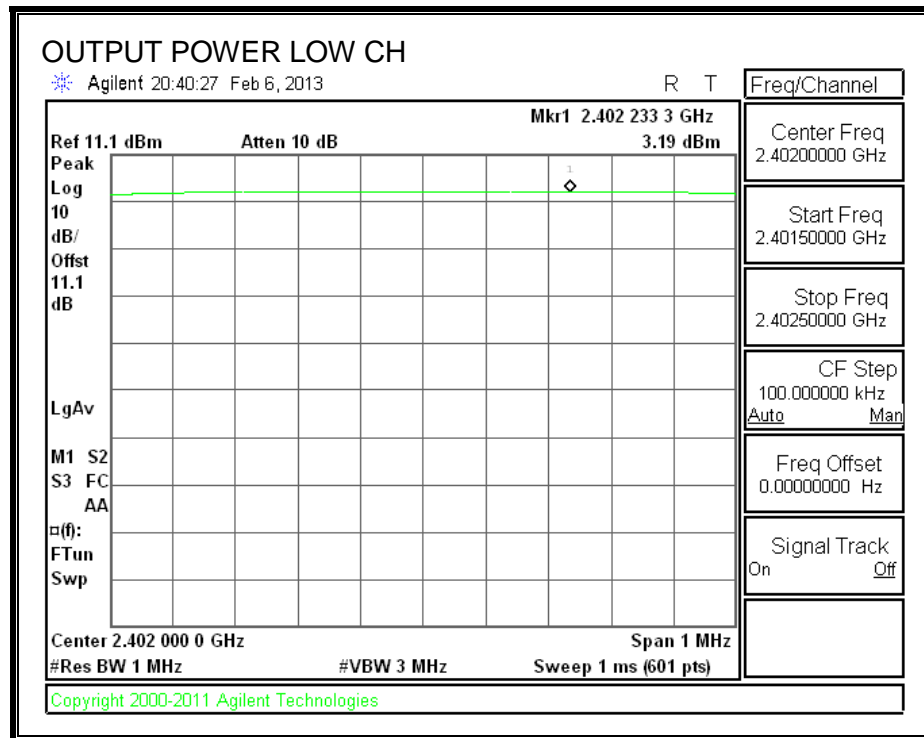 OUTPUT POWER LOW CH
Agilent 20:40:27 Feb 6, 2013 R T
Mkr1 2.402 233 3 GHz
Ref 11.1 dBm Atten 10 dB 3.19 dBm
Peak
Log
10
dB/
Offst
11.1
dB
LgAv
M1 S2
S3 FC
AA
¤(f):
FTun
Swp
1
Center 2.402 000 0 GHz Span 1 MHz
#Res BW 1 MHz #VBW 3 MHz Sweep 1 ms (601 pts)
Copyright 2000-2011 Agilent Technologies
Freq/Channel
Center Freq
2.40200000 GHz
Start Freq
2.40150000 GHz
Stop Freq
2.40250000 GHz
CF Step
100.000000 kHz
Auto Man
Freq Offset
0.00000000 Hz
Signal Track
On Off